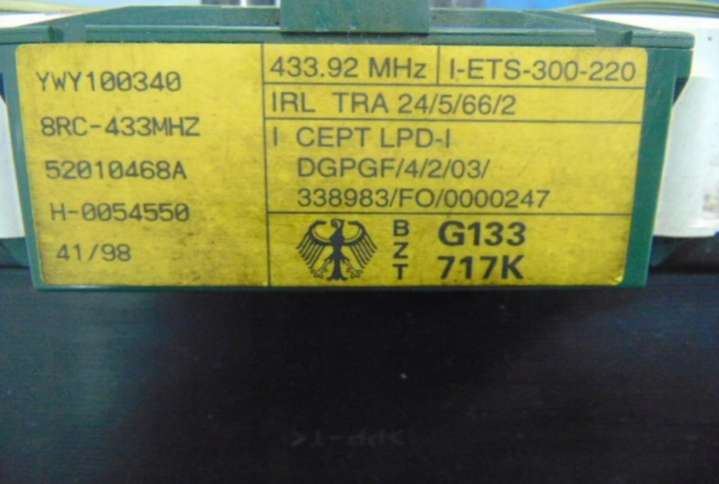 YWY100340
8RC-433MHZ
52010468A
H-0054550
41/98
433.92 MHz
I-ETS-300-220
IRL TRA 24/5/66/2
I CEPT LPD-I
DGPGF/4/2/03/
338983/FO/0000247
BZT
G133
717K